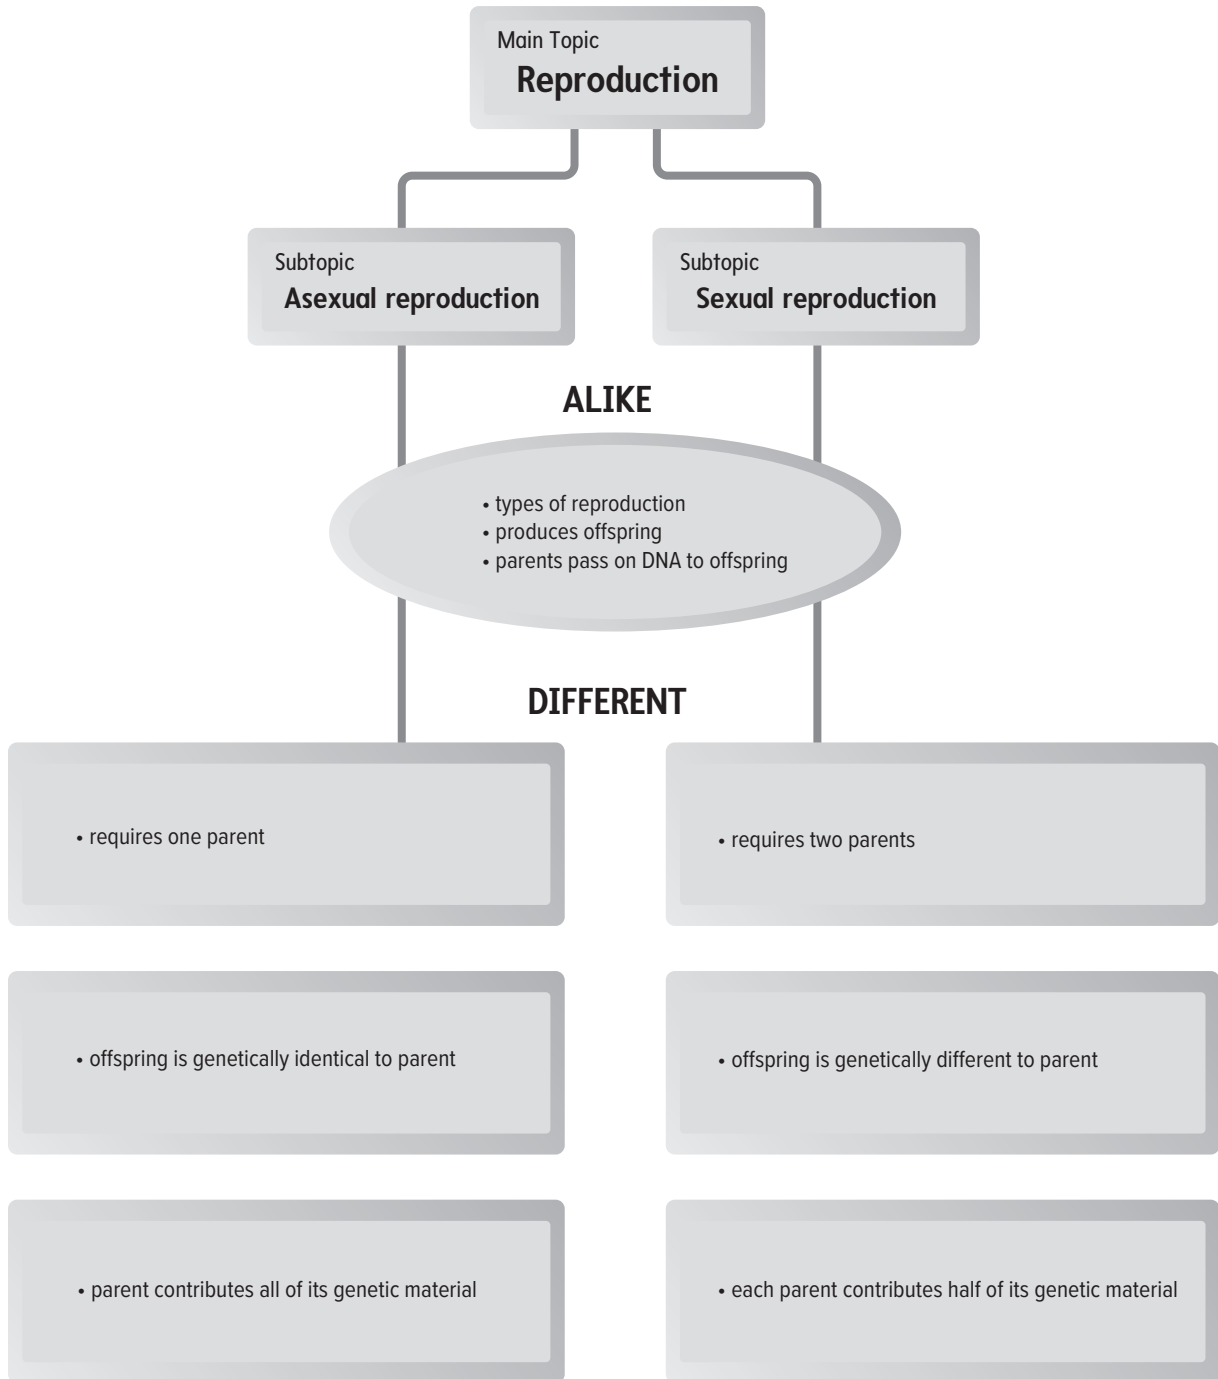 Main Topic
Reproduction
Subtopic
Asexual reproduction
Subtopic
Sexual reproduction
ALIKE
• types of reproduction
• produces offspring
• parents pass on DNA to offspring
DIFFERENT
• requires one parent
• requires two parents
• offspring is genetically identical to parent
• offspring is genetically different to parent
• parent contributes all of its genetic material
• each parent contributes half of its genetic material